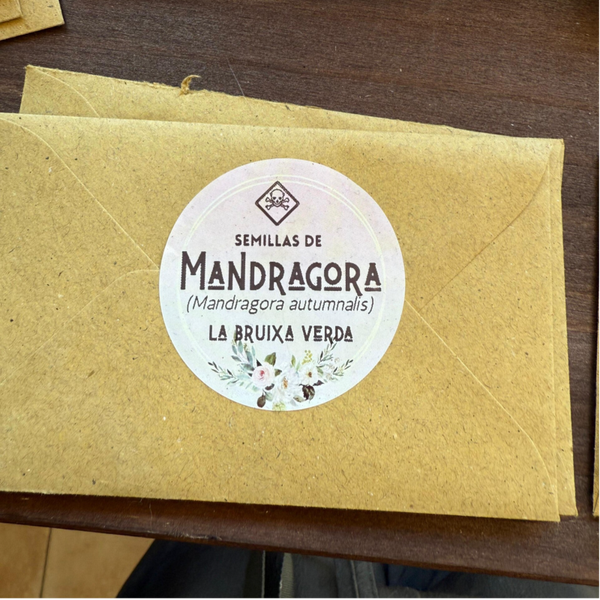 SEMILLAS DE
MANDRAGORA
(Mandragora autumnalis)
LA BRUIXA VERDA